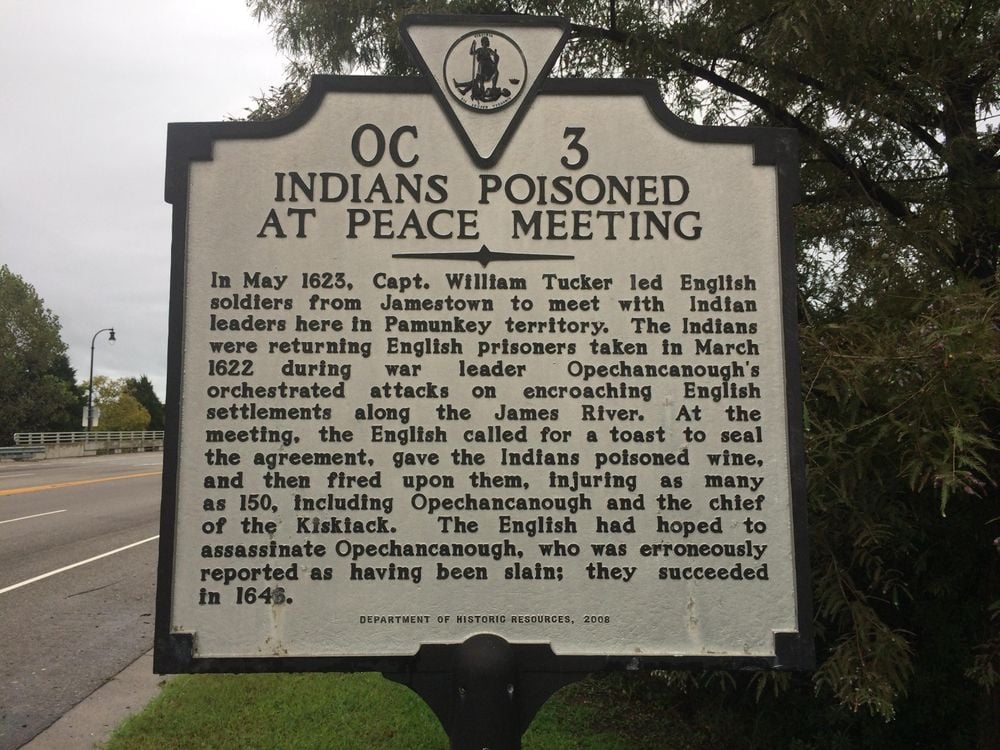 OC 3
INDIANS POISONED
AT PEACE MEETING
In May 1623, Capt. William Tucker led English
soldiers from Jamestown to meet with Indian
leaders here in Pamunkey territory. The Indians
were returning English prisoners taken in March
1622 during war leader Opechancanough's
orchestrated attacks on encroaching English
settlements along the James River. At the
meeting, the English called for a toast to seal
the agreement, gave the Indians poisoned wine,
and then fired upon them, injuring as many
as 150, including Opechancanough and the chief
of the Kiskiack. The English had hoped to
assassinate Opechancanough, who was erroneously
reported as having been slain; they succeeded
in 1646.
DEPARTMENT OF HISTORIC RESOURCES, 2008